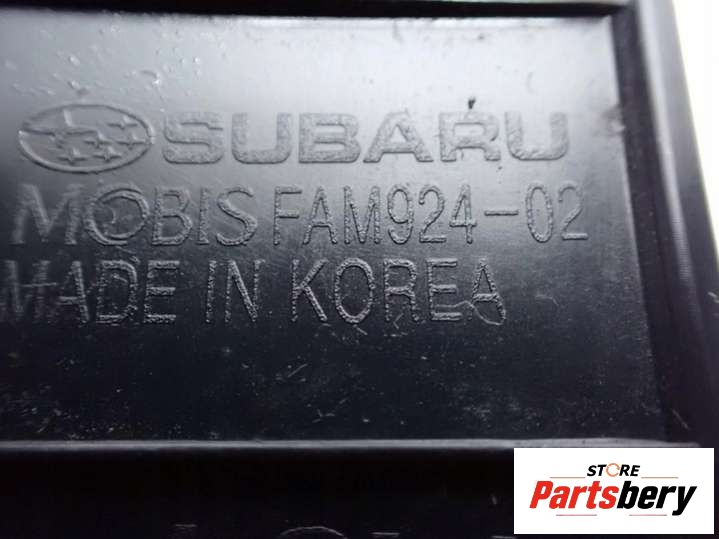 SUBARU
MOBIS FAM924-02
MADE IN KOREA
STORE
Partsbery